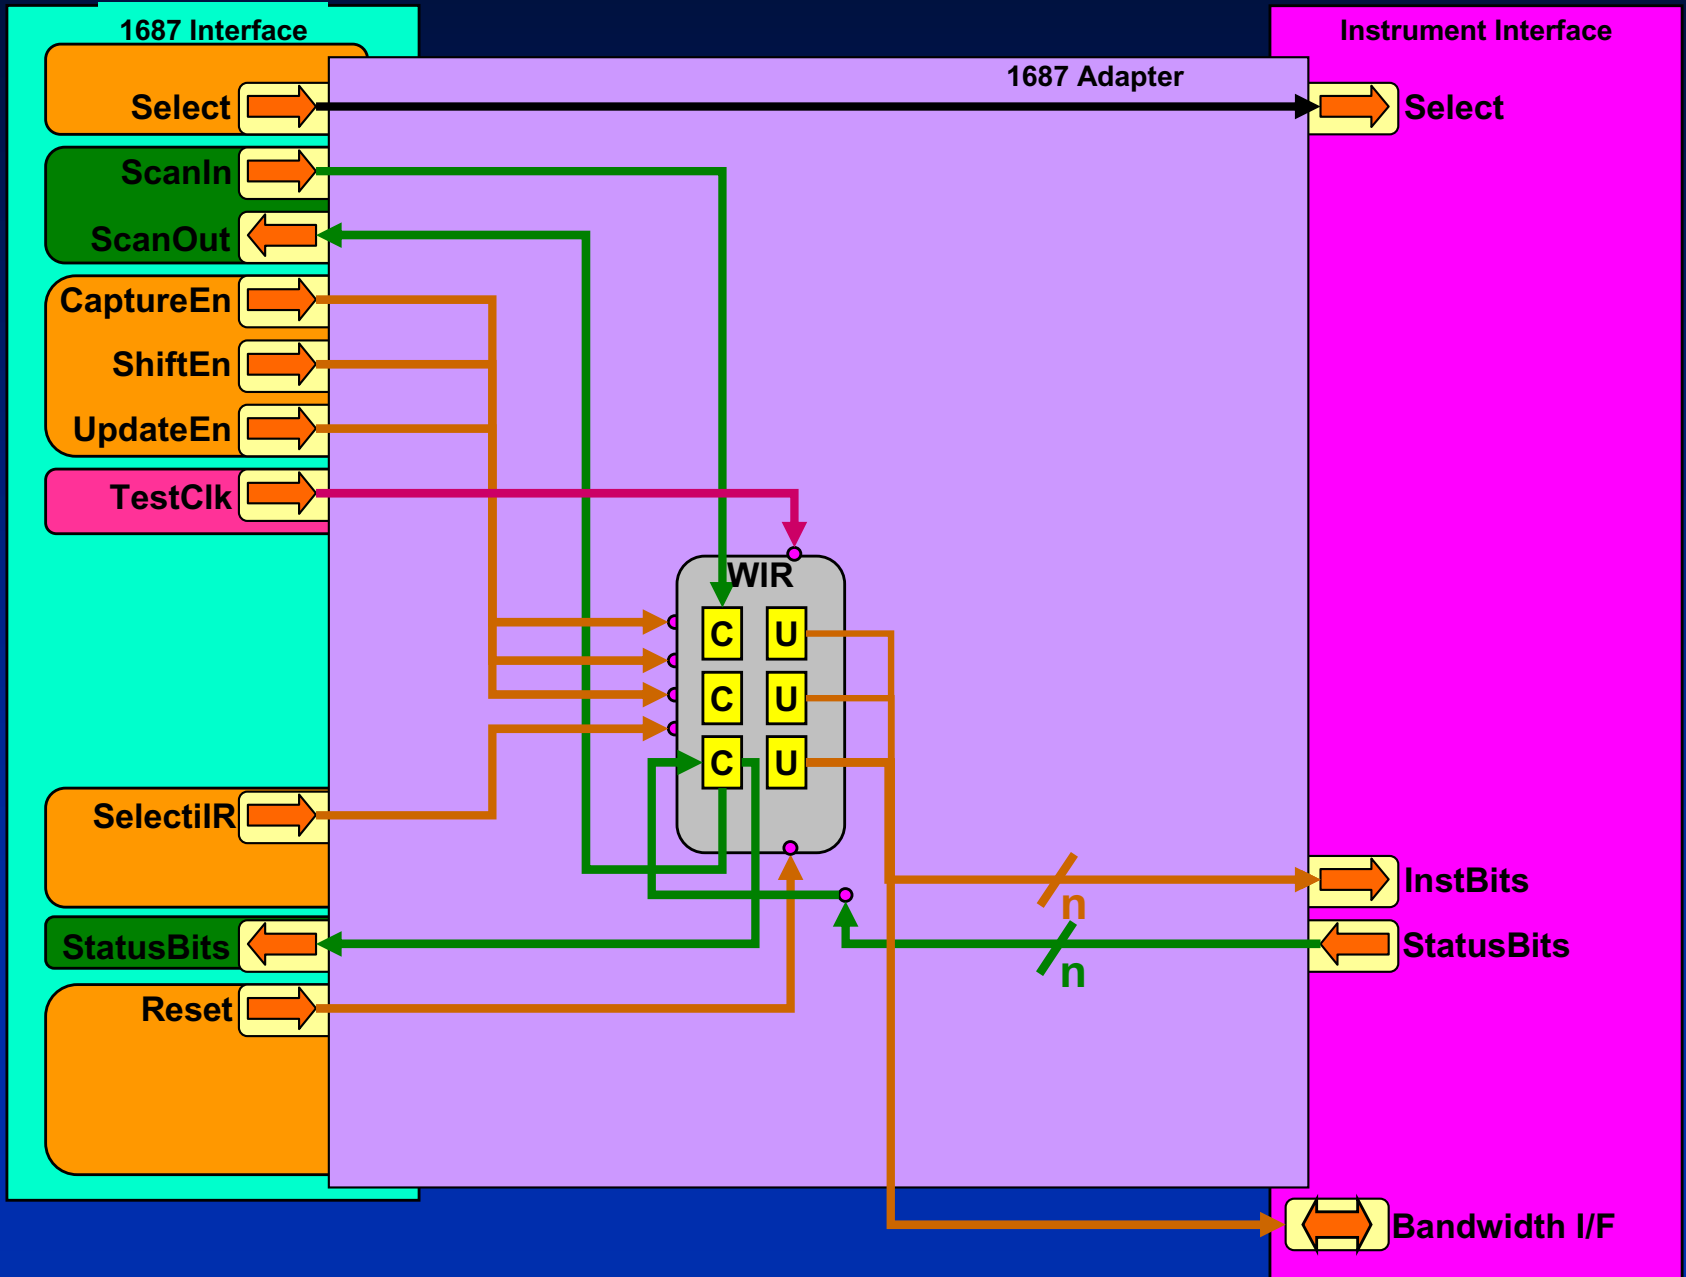 1687 Interface
Instrument Interface
1687 Adapter
Select
Select
ScanIn
ScanOut
CaptureEn
ShiftEn
UpdateEn
TestClk
WIR
C U
C U
C U
SelectiIR
InstBits
n
StatusBits
StatusBits
n
Reset
Bandwidth I/F